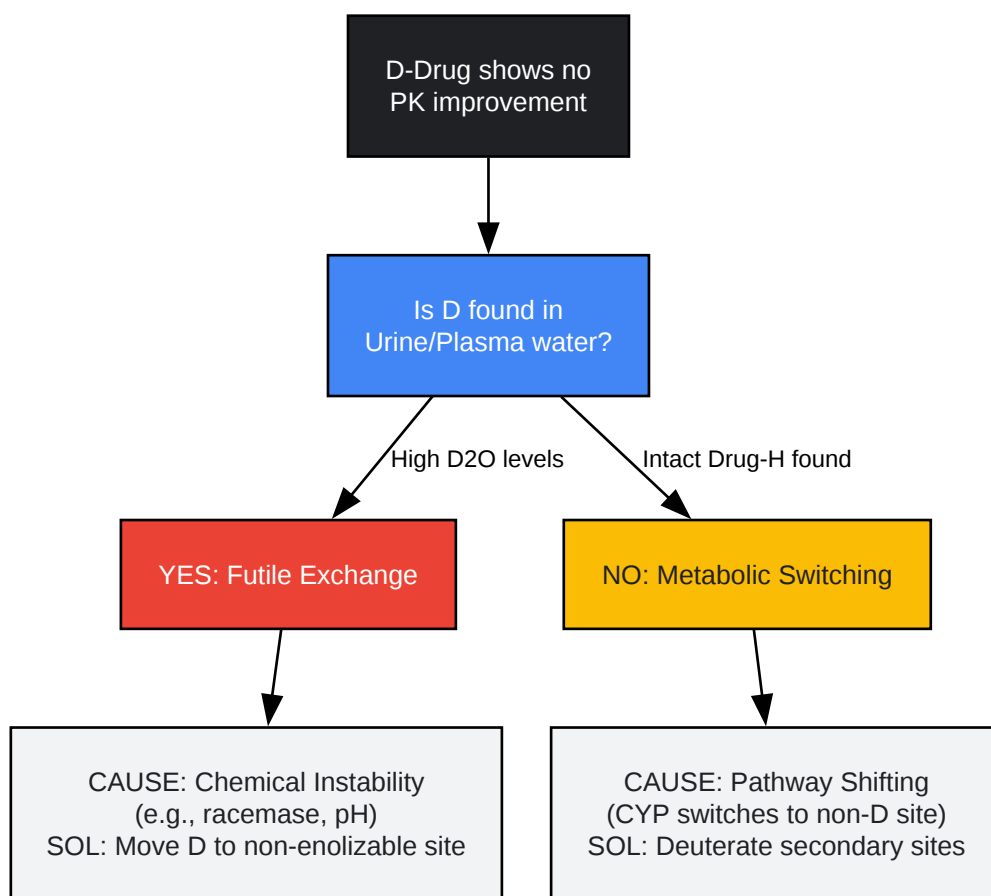 D-Drug shows no
PK improvement
Is D found in
Urine/Plasma water?
High D2O levels
Intact Drug-H found
YES: Futile Exchange
NO: Metabolic Switching
CAUSE: Chemical Instability
(e.g., racemase, pH)
SOL: Move D to non-enolizable site
CAUSE: Pathway Shifting
(CYP switches to non-D site)
SOL: Deuterate secondary sites